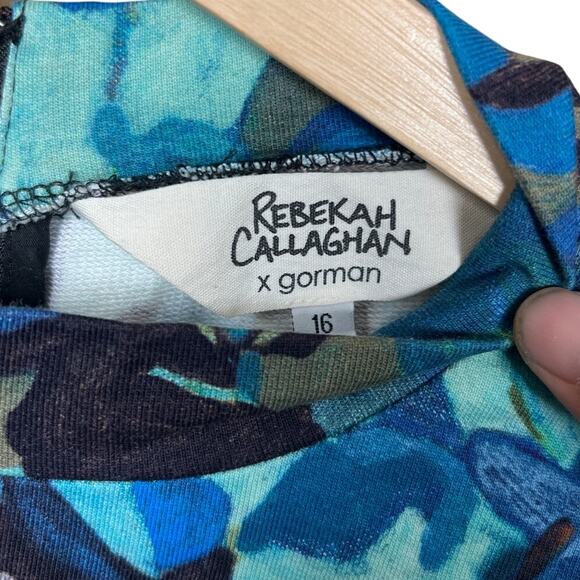 REBEKAH
CALLAGHAN
x gorman
16